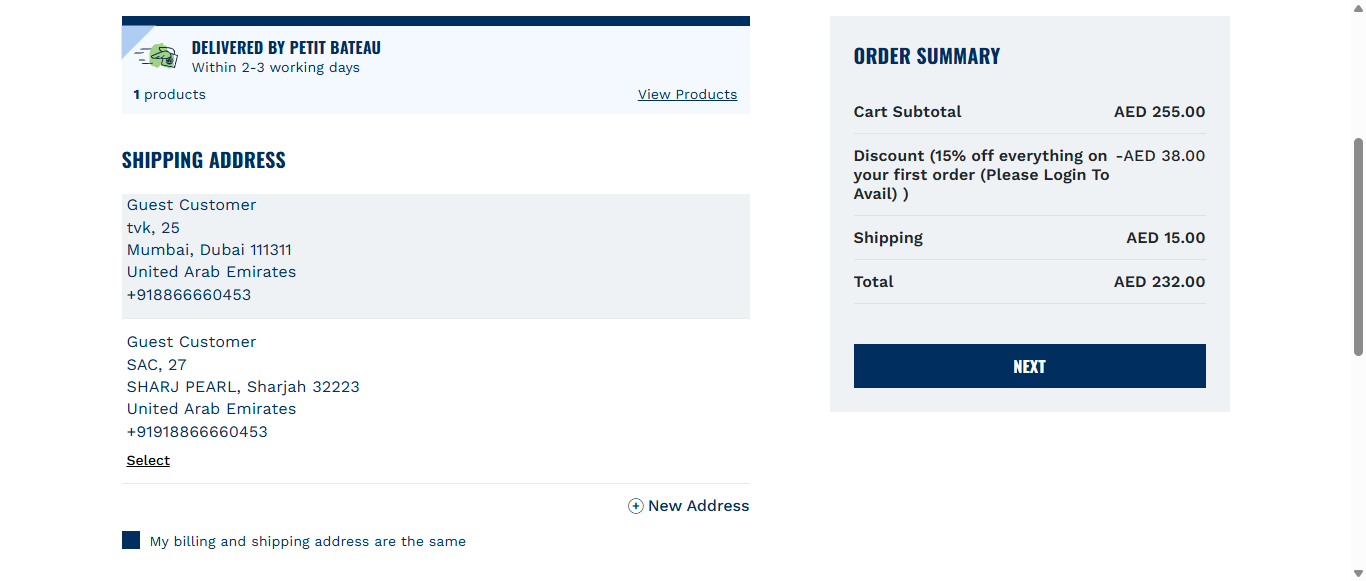 DELIVERED BY PETIT BATEAU
Within 2-3 working days
1 products
View Products
SHIPPING ADDRESS
Guest Customer
tvk, 25
Mumbai, Dubai 111311
United Arab Emirates
+918866660453
Guest Customer
SAC, 27
SHARJ PEARL, Sharjah 32223
United Arab Emirates
+91918866660453
Select
New Address
My billing and shipping address are the same
ORDER SUMMARY
Cart Subtotal AED 255.00
Discount (15% off everything on -AED 38.00
your first order (Please Login To
Avail) )
Shipping AED 15.00
Total AED 232.00
NEXT